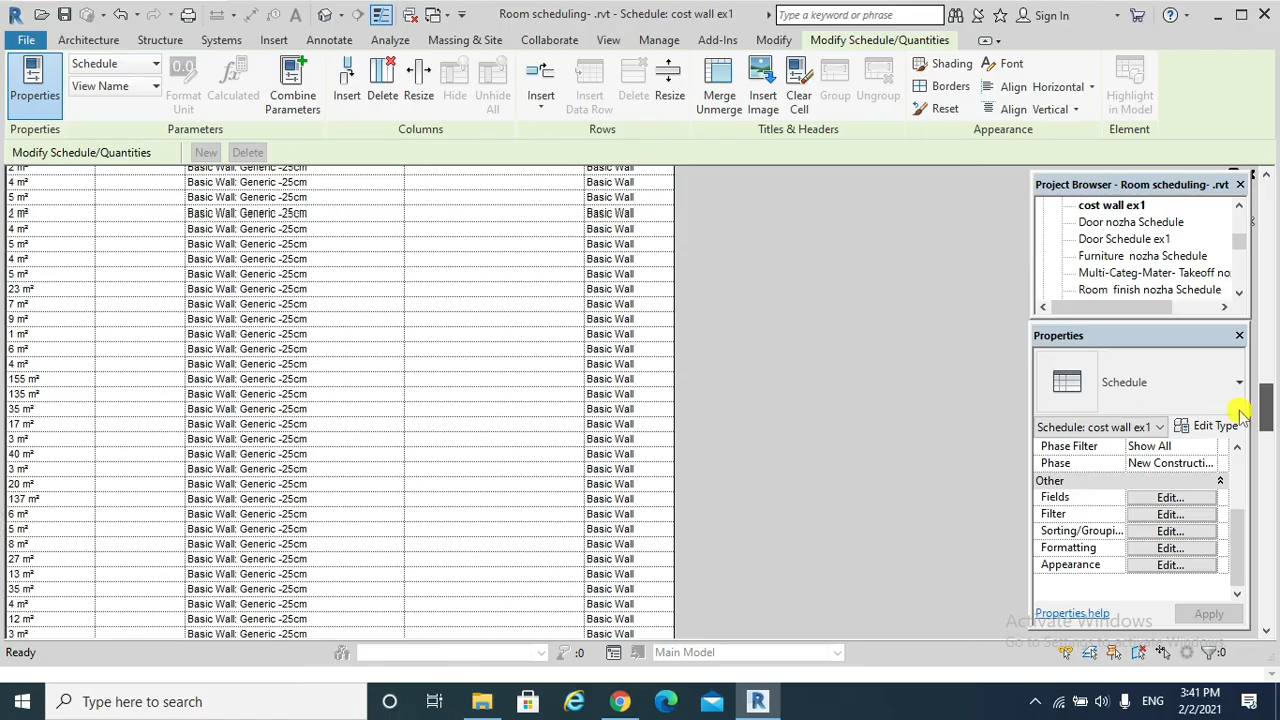 Room scheduling- .rvt - Schedule: cost wall ex1
Type a keyword or phrase
Sign In
File Architecture Structure Systems Insert Annotate Analyze Massing & Site Collaborate View Manage Add-Ins Modify Modify Schedule/Quantities
Properties
Schedule
View Name
Format Unit
Calculated
Combine Parameters
Insert
Delete
Resize
Hide
Unhide All
Insert
Insert Data Row
Delete
Resize
Merge Unmerge
Insert Image
Clear Cell
Group
Ungroup
Shading
Borders
Reset
Font
Align Horizontal
Align Vertical
Highlight in Model
Properties Parameters Columns Rows Titles & Headers Appearance Element
Modify Schedule/Quantities New Delete
2 m² Basic Wall: Generic -25cm Basic Wall
4 m² Basic Wall: Generic -25cm Basic Wall
5 m² Basic Wall: Generic -25cm Basic Wall
2 m² Basic Wall: Generic -25cm Basic Wall
4 m² Basic Wall: Generic -25cm Basic Wall
5 m² Basic Wall: Generic -25cm Basic Wall
4 m² Basic Wall: Generic -25cm Basic Wall
5 m² Basic Wall: Generic -25cm Basic Wall
23 m² Basic Wall: Generic -25cm Basic Wall
7 m² Basic Wall: Generic -25cm Basic Wall
9 m² Basic Wall: Generic -25cm Basic Wall
1 m² Basic Wall: Generic -25cm Basic Wall
6 m² Basic Wall: Generic -25cm Basic Wall
4 m² Basic Wall: Generic -25cm Basic Wall
155 m² Basic Wall: Generic -25cm Basic Wall
135 m² Basic Wall: Generic -25cm Basic Wall
35 m² Basic Wall: Generic -25cm Basic Wall
17 m² Basic Wall: Generic -25cm Basic Wall
3 m² Basic Wall: Generic -25cm Basic Wall
40 m² Basic Wall: Generic -25cm Basic Wall
3 m² Basic Wall: Generic -25cm Basic Wall
20 m² Basic Wall: Generic -25cm Basic Wall
137 m² Basic Wall: Generic -25cm Basic Wall
6 m² Basic Wall: Generic -25cm Basic Wall
5 m² Basic Wall: Generic -25cm Basic Wall
8 m² Basic Wall: Generic -25cm Basic Wall
27 m² Basic Wall: Generic -25cm Basic Wall
13 m² Basic Wall: Generic -25cm Basic Wall
35 m² Basic Wall: Generic -25cm Basic Wall
4 m² Basic Wall: Generic -25cm Basic Wall
12 m² Basic Wall: Generic -25cm Basic Wall
3 m² Basic Wall: Generic -25cm Basic Wall
Project Browser - Room scheduling- .rvt
cost wall ex1
Door nozha Schedule
Door Schedule ex1
Furniture nozha Schedule
Multi-Categ-Mater- Takeoff no
Room finish nozha Schedule
Properties
Schedule
Schedule: cost wall ex1 Edit Type
Phase Filter Show All
Phase New Constructi...
Other
Fields Edit...
Filter Edit...
Sorting/Groupi... Edit...
Formatting Edit...
Appearance Edit...
Properties help Apply
Activate Windows
Go to Settings to activate Windows.
Ready :0 Main Model :0
Type here to search
ENG
3:41 PM
2/2/2021